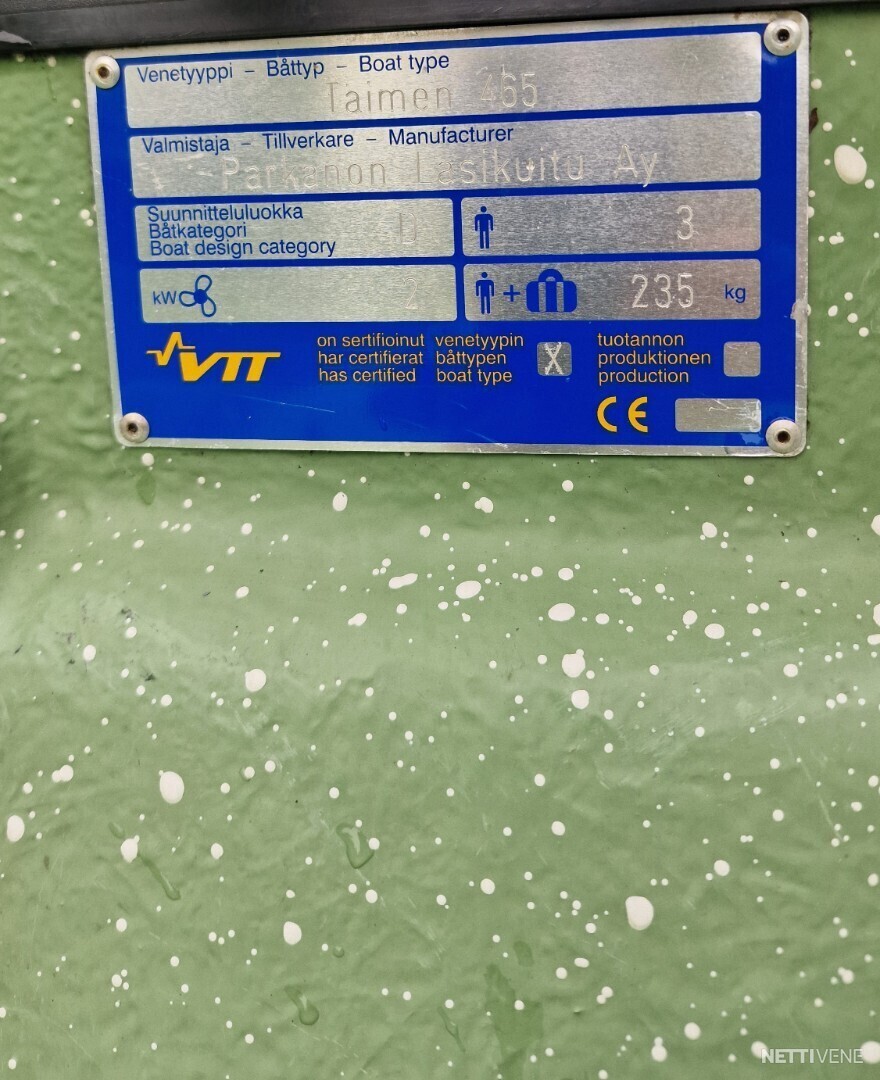 Venetyyppi – Båttyp – Boat type
Taimen 465
Valmistaja – Tillverkare – Manufacturer
Parkanon Lasikuitu Ay
Suunnitteluluokka
Båtkategori
Boat design category
D
3
kW
2
+
235 kg
VTT
on sertifioinut venetyypin
har certifierat båttypen
has certified boat type
X
tuotannon
produktionen
production
CE
NETTIVENE